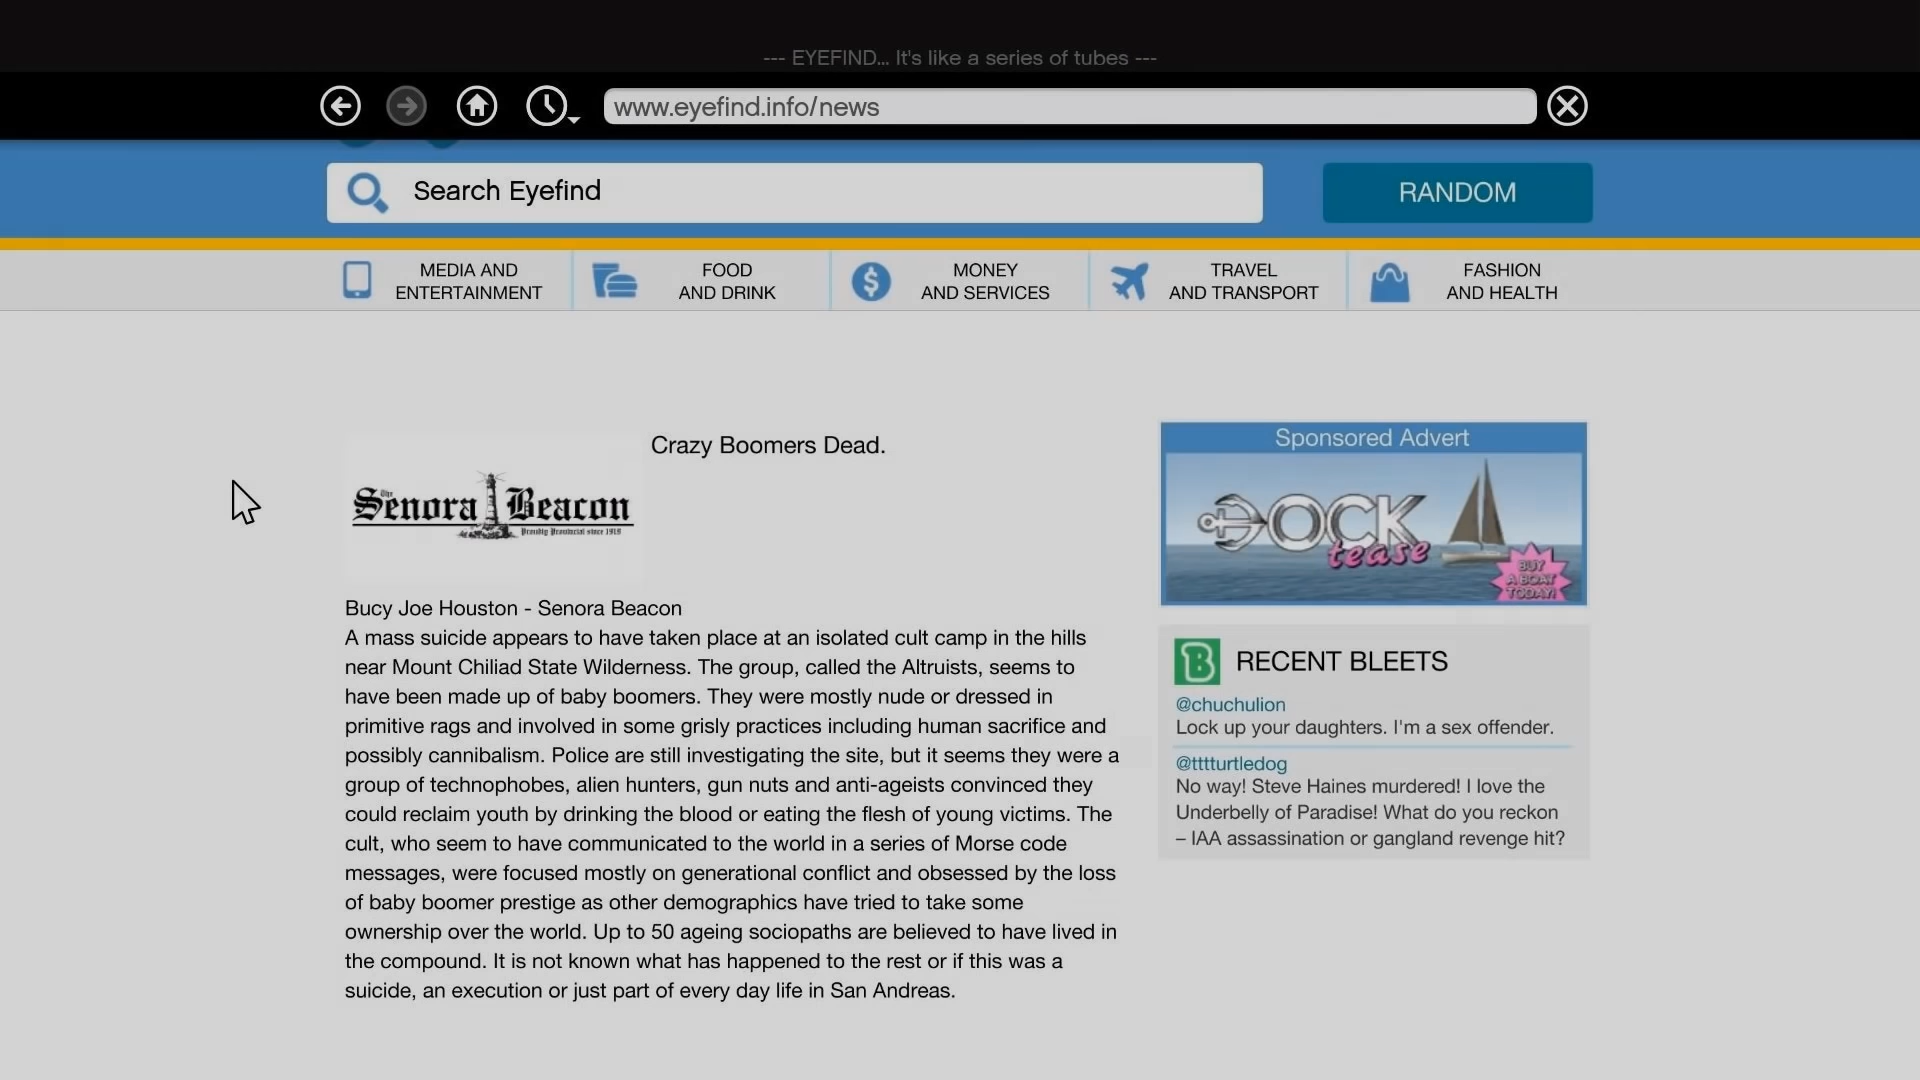 --- EYEFIND... It's like a series of tubes ---
www.eyefind.info/news
Search Eyefind
RANDOM
MEDIA AND
ENTERTAINMENT
FOOD
AND DRINK
MONEY
AND SERVICES
TRAVEL
AND TRANSPORT
FASHION
AND HEALTH
The Senora Beacon
Proudly Provincial since 1918
Crazy Boomers Dead.
Bucy Joe Houston - Senora Beacon
A mass suicide appears to have taken place at an isolated cult camp in the hills
near Mount Chiliad State Wilderness. The group, called the Altruists, seems to
have been made up of baby boomers. They were mostly nude or dressed in
primitive rags and involved in some grisly practices including human sacrifice and
possibly cannibalism. Police are still investigating the site, but it seems they were a
group of technophobes, alien hunters, gun nuts and anti-ageists convinced they
could reclaim youth by drinking the blood or eating the flesh of young victims. The
cult, who seem to have communicated to the world in a series of Morse code
messages, were focused mostly on generational conflict and obsessed by the loss
of baby boomer prestige as other demographics have tried to take some
ownership over the world. Up to 50 ageing sociopaths are believed to have lived in
the compound. It is not known what has happened to the rest or if this was a
suicide, an execution or just part of every day life in San Andreas.
Sponsored Advert
DOCK
tease
BUY
A BOAT
TODAY!
B
RECENT BLEETS
@chuchulion
Lock up your daughters. I'm a sex offender.
@tttturtledog
No way! Steve Haines murdered! I love the
Underbelly of Paradise! What do you reckon
– IAA assassination or gangland revenge hit?